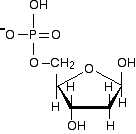 OH
⁻O–P=O
O–CH₂
O OH
H H H
H
OH H